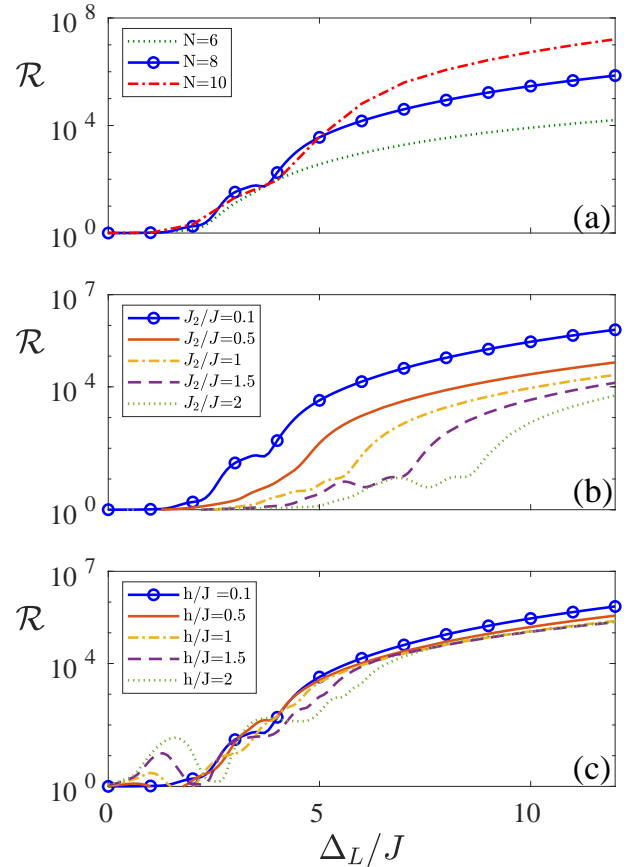 10^8
N=6
N=8
N=10
ℛ
10^4
10^0
(a)
10^7
J_2/J=0.1
J_2/J=0.5
J_2/J=1
J_2/J=1.5
J_2/J=2
ℛ
10^4
10^0
(b)
10^7
h/J =0.1
h/J=0.5
h/J=1
h/J=1.5
h/J=2
ℛ
10^4
10^0
(c)
0 5 10
Δ_L/J